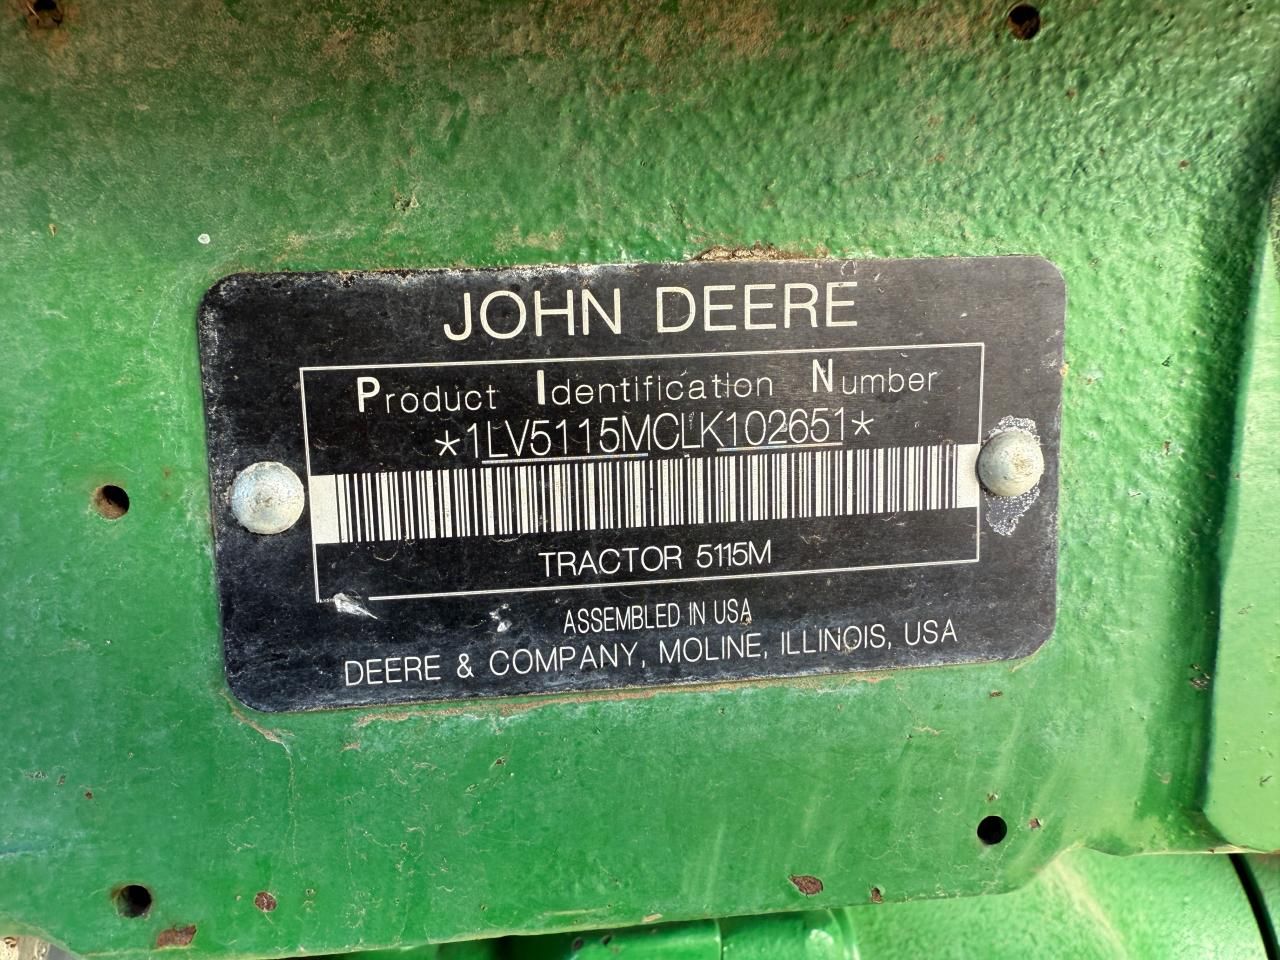 JOHN DEERE
Product Identification Number
*1LV5115MCLK102651*
TRACTOR 5115M
ASSEMBLED IN USA
DEERE & COMPANY, MOLINE, ILLINOIS, USA